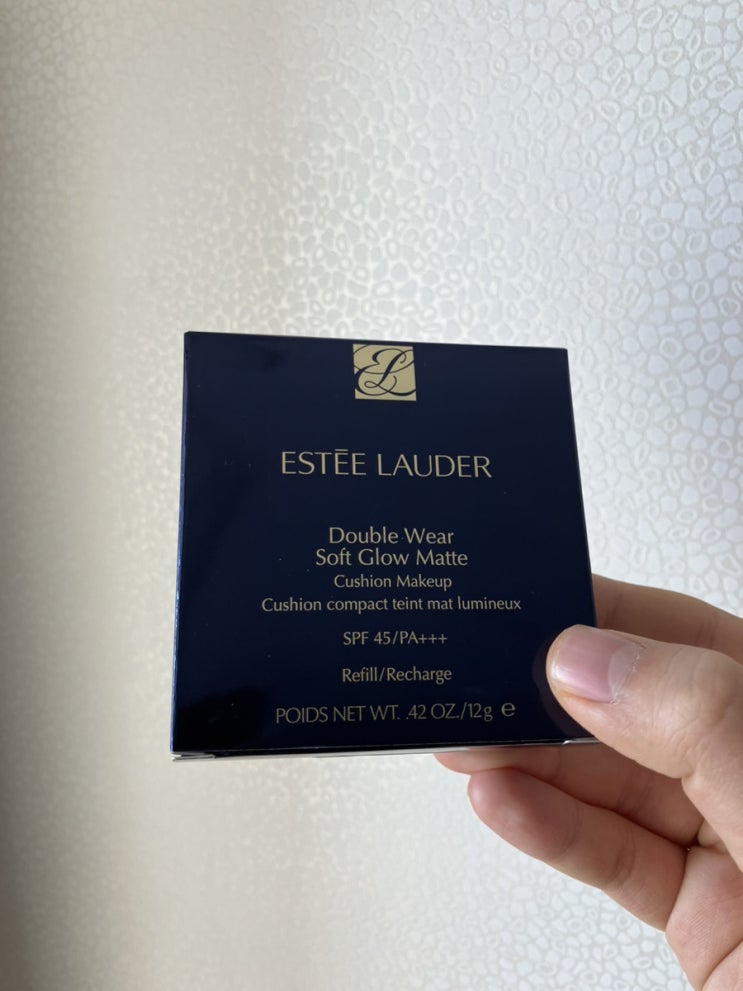 EL
ESTĒE LAUDER
Double Wear
Soft Glow Matte
Cushion Makeup
Cushion compact teint mat lumineux
SPF 45/PA+++
Refill/Recharge
POIDS NET WT. .42 OZ./12g ℮